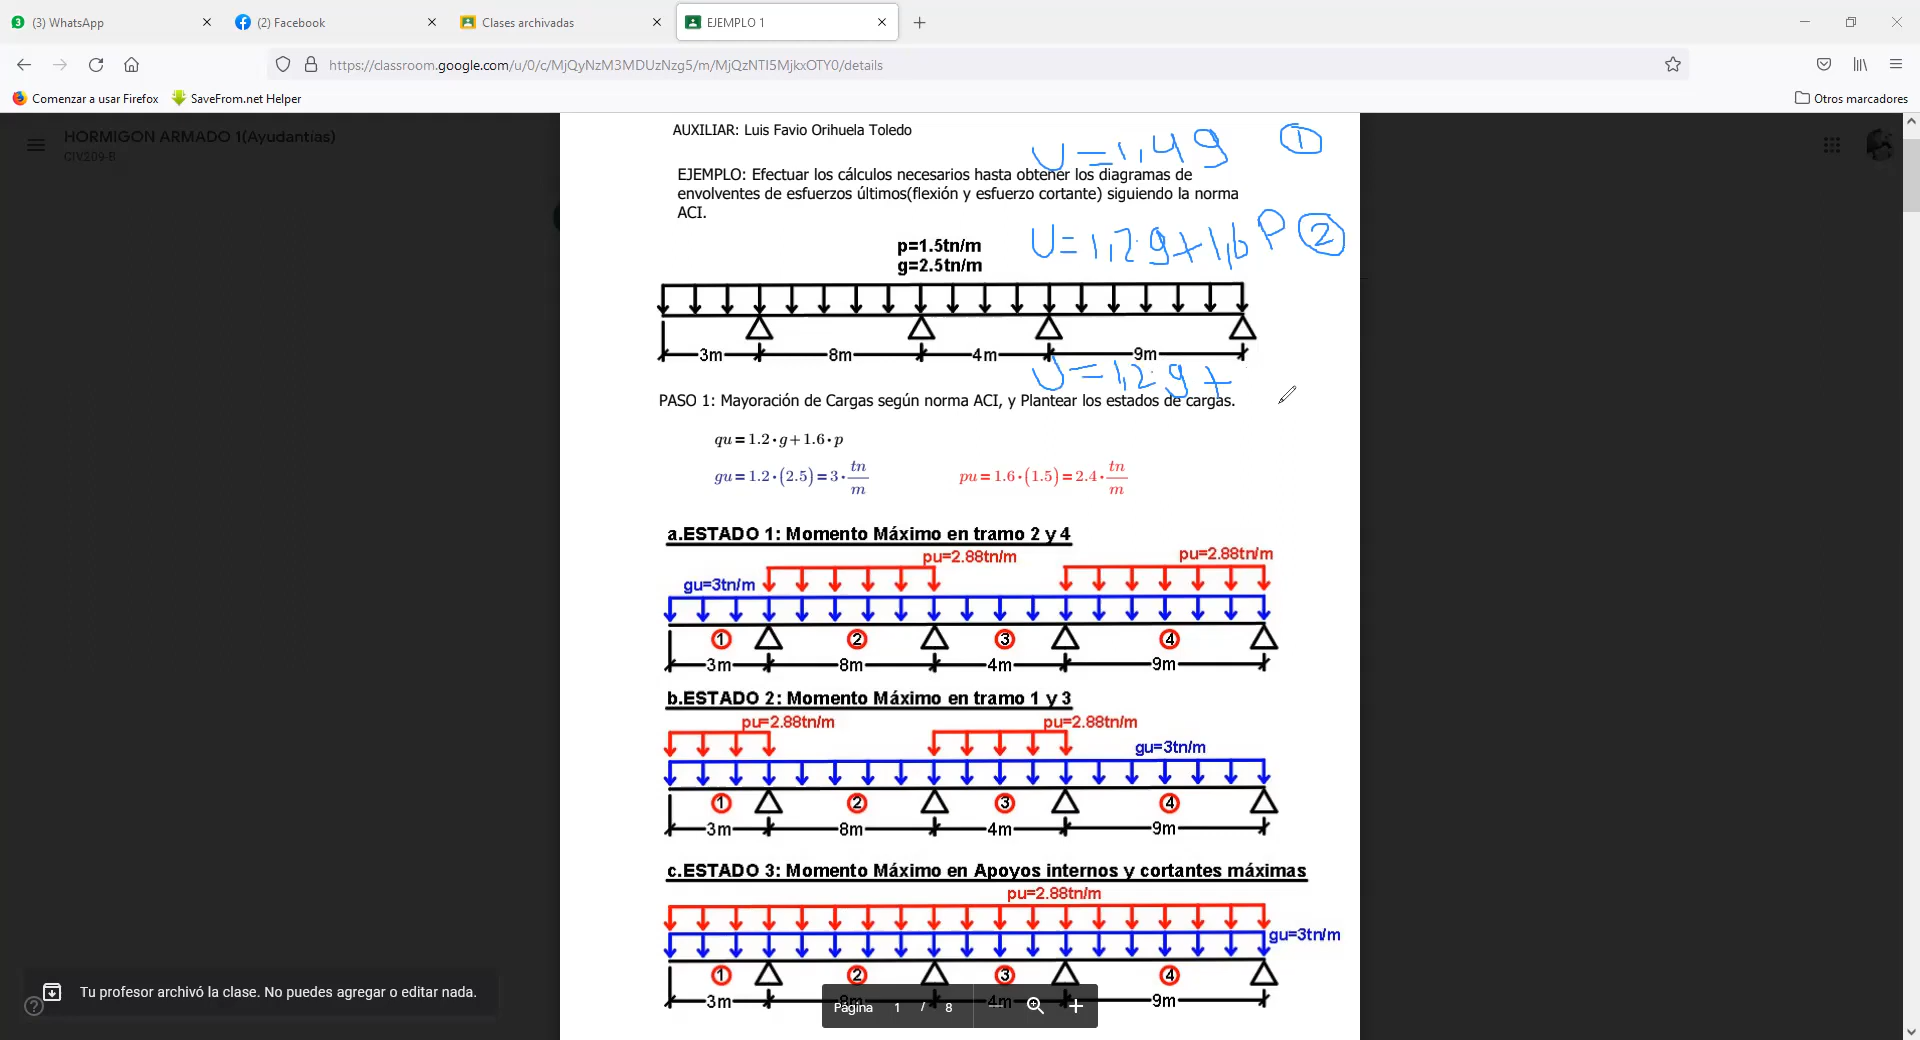 (3) WhatsApp
(2) Facebook
Clases archivadas
EJEMPLO 1
https://classroom.google.com/u/0/c/MjQyNzM3MDUzNzg5/m/MjQzNTI5MjkxOTY0/details
Comenzar a usar Firefox
SaveFrom.net Helper
Otros marcadores
HORMIGON ARMADO 1(Ayudantías)
CIV209-B
AUXILIAR: Luis Favio Orihuela Toledo
U=1,4g ①
EJEMPLO: Efectuar los cálculos necesarios hasta obtener los diagramas de
envolventes de esfuerzos últimos(flexión y esfuerzo cortante) siguiendo la norma
ACI.
U=1,2·g+1,6P ②
p=1.5tn/m
g=2.5tn/m
3m 8m 4m 9m
U=1,2·g+
PASO 1: Mayoración de Cargas según norma ACI, y Plantear los estados de cargas.
qu=1.2·g+1.6·p
gu=1.2·(2.5)=3·tn/m pu=1.6·(1.5)=2.4·tn/m
a.ESTADO 1: Momento Máximo en tramo 2 y 4
pu=2.88tn/m pu=2.88tn/m
gu=3tn/m
1 2 3 4
3m 8m 4m 9m
b.ESTADO 2: Momento Máximo en tramo 1 y 3
pu=2.88tn/m pu=2.88tn/m
gu=3tn/m
1 2 3 4
3m 8m 4m 9m
c.ESTADO 3: Momento Máximo en Apoyos internos y cortantes máximas
pu=2.88tn/m
gu=3tn/m
1 2 3 4
3m 8m 4m 9m
Tu profesor archivó la clase. No puedes agregar o editar nada.
Página 1 / 8